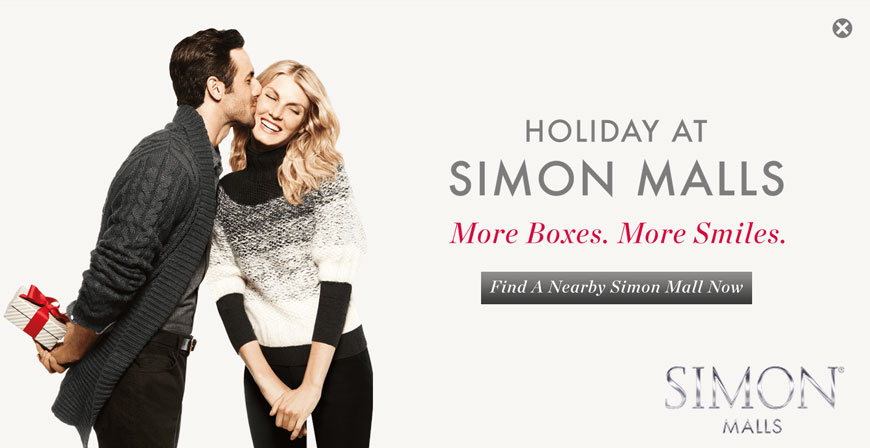 HOLIDAY AT
SIMON MALLS
More Boxes. More Smiles.
Find A Nearby Simon Mall Now
SIMON®
MALLS